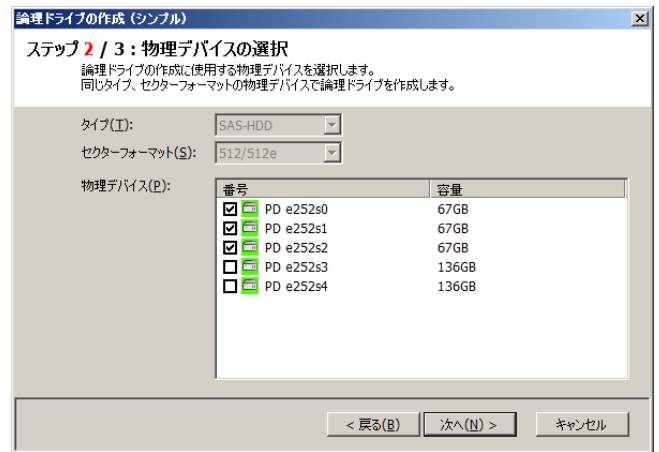 論理ドライブの作成 (シンプル)
ステップ 2 / 3 : 物理デバイスの選択
論理ドライブの作成に使用する物理デバイスを選択します。
同じタイプ、セクターフォーマットの物理デバイスで論理ドライブを作成します。
タイプ(T): SAS-HDD
セクターフォーマット(S): 512/512e
物理デバイス(P):
番号 容量
PD e252s0 67GB
PD e252s1 67GB
PD e252s2 67GB
PD e252s3 136GB
PD e252s4 136GB
< 戻る(B) 次へ(N) > キャンセル